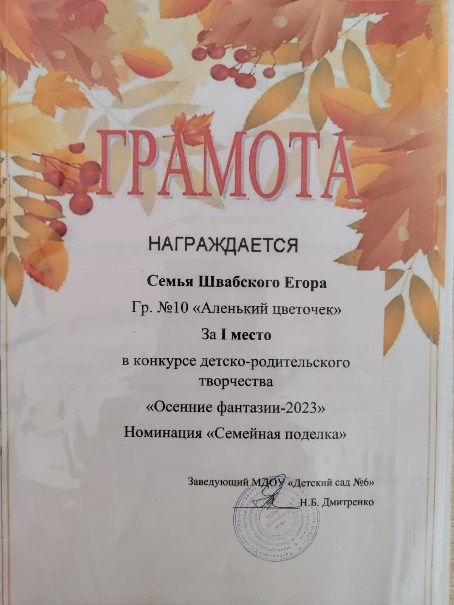 ГРАМОТА
НАГРАЖДАЕТСЯ
Семья Швабского Егора
Гр. №10 «Аленький цветочек»
За I место
в конкурсе детско-родительского
творчества
«Осенние фантазии-2023»
Номинация «Семейная поделка»
Заведующий МДОУ «Детский сад №6»
Н.Б. Дмитренко